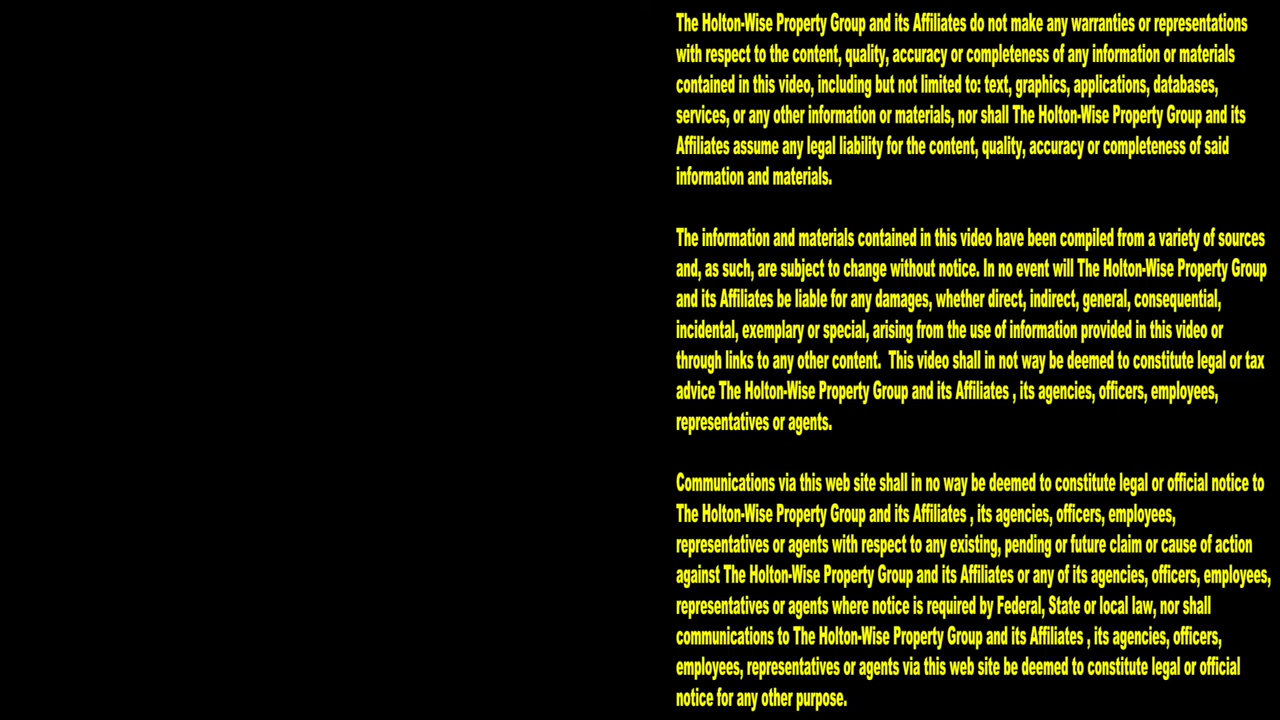 The Holton-Wise Property Group and its Affiliates do not make any warranties or representations
with respect to the content, quality, accuracy or completeness of any information or materials
contained in this video, including but not limited to: text, graphics, applications, databases,
services, or any other information or materials, nor shall The Holton-Wise Property Group and its
Affiliates assume any legal liability for the content, quality, accuracy or completeness of said
information and materials.
The information and materials contained in this video have been compiled from a variety of sources
and, as such, are subject to change without notice. In no event will The Holton-Wise Property Group
and its Affiliates be liable for any damages, whether direct, indirect, general, consequential,
incidental, exemplary or special, arising from the use of information provided in this video or
through links to any other content.  This video shall in not way be deemed to constitute legal or tax
advice The Holton-Wise Property Group and its Affiliates , its agencies, officers, employees,
representatives or agents.
Communications via this web site shall in no way be deemed to constitute legal or official notice to
The Holton-Wise Property Group and its Affiliates , its agencies, officers, employees,
representatives or agents with respect to any existing, pending or future claim or cause of action
against The Holton-Wise Property Group and its Affiliates or any of its agencies, officers, employees,
representatives or agents where notice is required by Federal, State or local law, nor shall
communications to The Holton-Wise Property Group and its Affiliates , its agencies, officers,
employees, representatives or agents via this web site be deemed to constitute legal or official
notice for any other purpose.